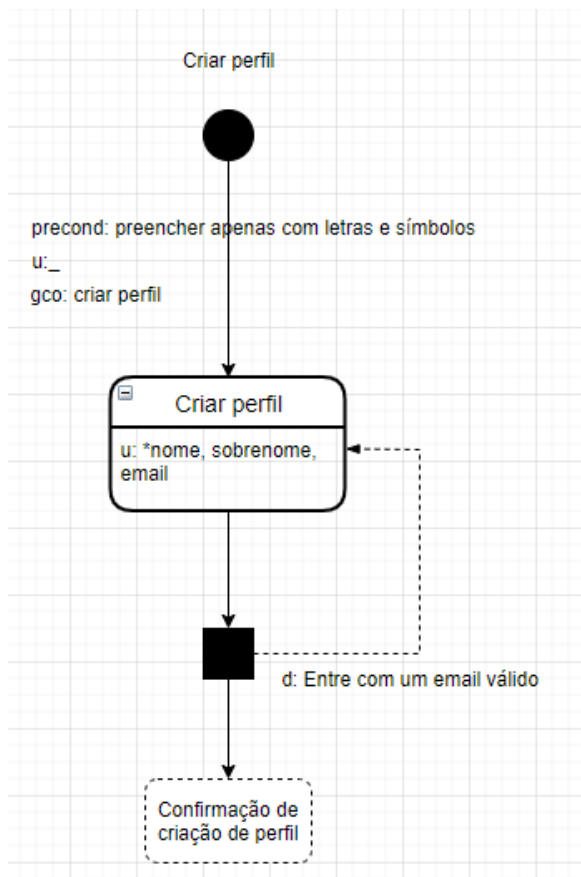 Criar perfil
precond: preencher apenas com letras e símbolos
u:_
gco: criar perfil
Criar perfil
u: *nome, sobrenome,
email
d: Entre com um email válido
Confirmação de
criação de perfil